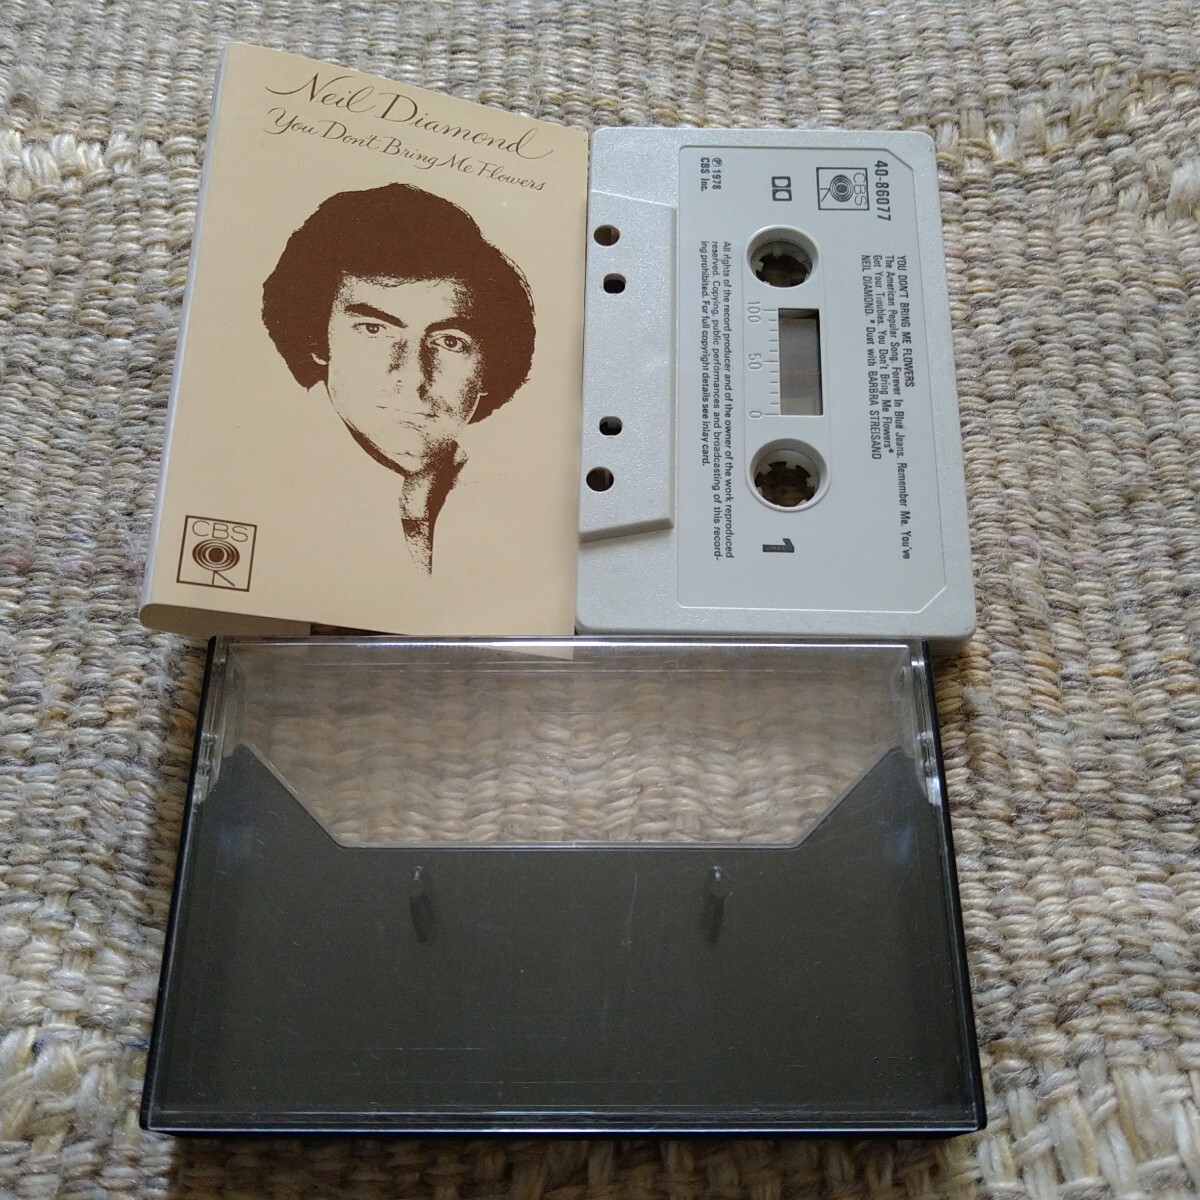 Neil Diamond
You Don't Bring Me Flowers
CBS
CBS
40-86077
YOU DON'T BRING ME FLOWERS
The American Popular Song. Forever In Blue Jeans. Remember Me. You've
Got Your Troubles. You Don't Bring Me Flowers*
NEIL DIAMOND. * Duet with BARBRA STREISAND
100 50 0
1
All rights of the record producer and of the owner of the work reproduced
reserved. Copying, public performances and broadcasting of this record-
ing prohibited. For full copyright details see inlay card.
℗ 1978
CBS Inc.